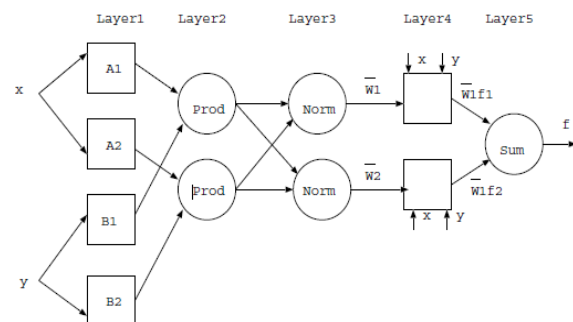 Layer1 Layer2 Layer3 Layer4 Layer5
x y
A1
W1
W1f1
Prod Norm
x
f
A2
Sum
Prod Norm
W2
W1f2
B1
x y
y
B2